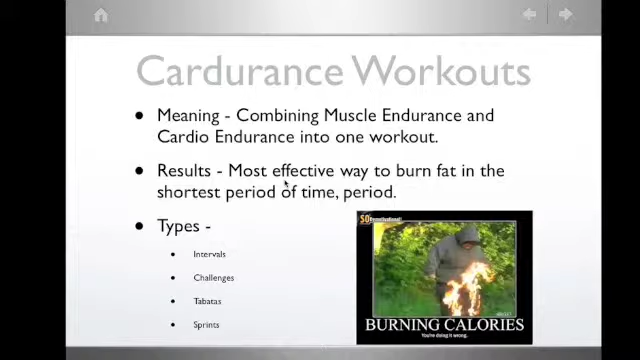 Cardurance Workouts
Meaning - Combining Muscle Endurance and
Cardio Endurance into one workout.
Results - Most effective way to burn fat in the
shortest period of time, period.
Types -
Intervals
Challenges
Tabatas
Sprints
BURNING CALORIES
You're doing it wrong.